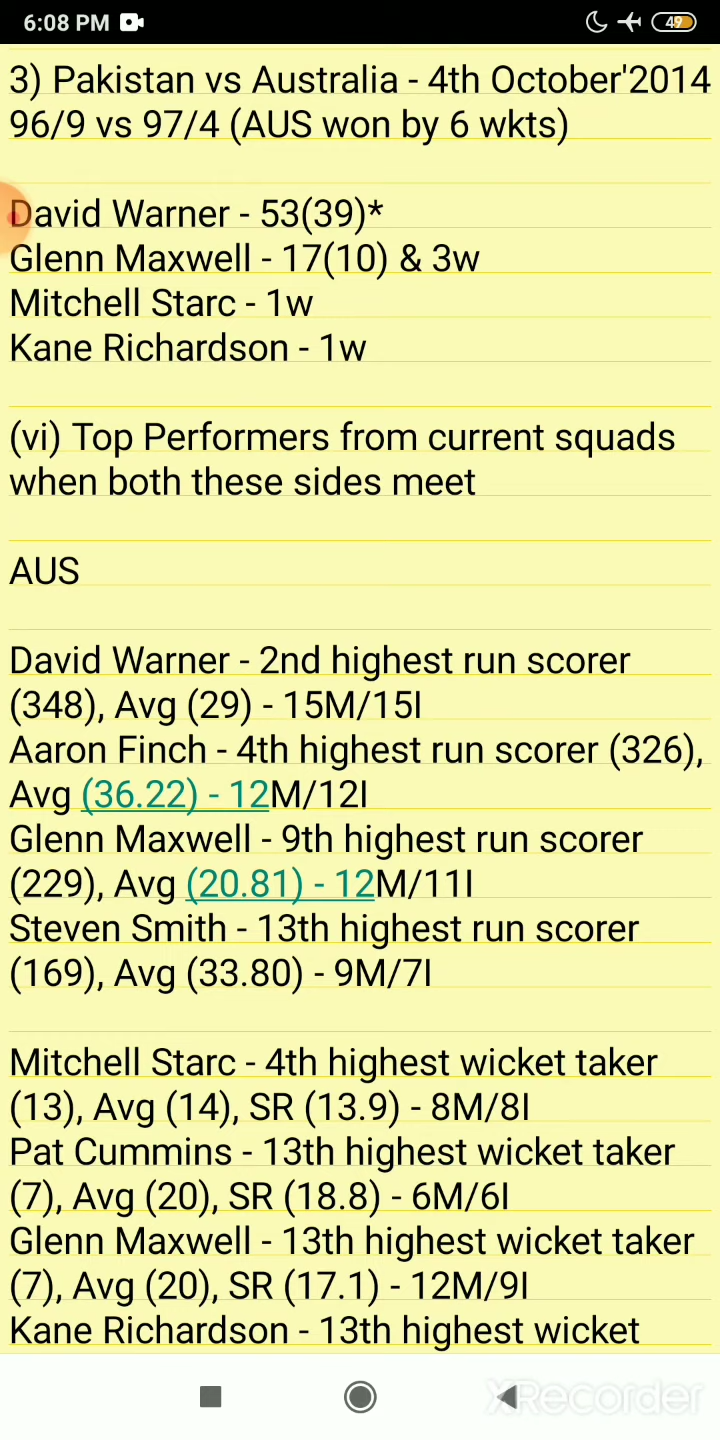 6:08 PM
49
3) Pakistan vs Australia - 4th October'2014
96/9 vs 97/4 (AUS won by 6 wkts)
David Warner - 53(39)*
Glenn Maxwell - 17(10) & 3w
Mitchell Starc - 1w
Kane Richardson - 1w
(vi) Top Performers from current squads
when both these sides meet
AUS
David Warner - 2nd highest run scorer
(348), Avg (29) - 15M/15I
Aaron Finch - 4th highest run scorer (326),
Avg (36.22) - 12M/12I
Glenn Maxwell - 9th highest run scorer
(229), Avg (20.81) - 12M/11I
Steven Smith - 13th highest run scorer
(169), Avg (33.80) - 9M/7I
Mitchell Starc - 4th highest wicket taker
(13), Avg (14), SR (13.9) - 8M/8I
Pat Cummins - 13th highest wicket taker
(7), Avg (20), SR (18.8) - 6M/6I
Glenn Maxwell - 13th highest wicket taker
(7), Avg (20), SR (17.1) - 12M/9I
Kane Richardson - 13th highest wicket
XRecorder